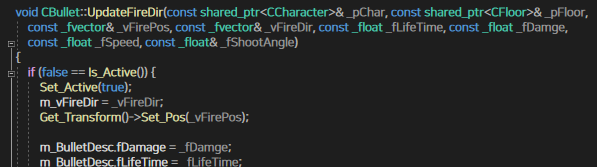 void CBullet::UpdateFireDir(const shared_ptr<CCharacter>& _pChar, const shared_ptr<CFloor>& _pFloor,
const _fvector& _vFirePos, const _fvector& _vFireDir, const _float _fLifeTime, const _float _fDamge,
const _float _fSpeed, const _float& _fShootAngle)
{
if (false == Is_Active()) {
Set_Active(true);
m_vFireDir = _vFireDir;
Get_Transform()->Set_Pos(_vFirePos);
m_BulletDesc.fDamage = _fDamge;
m_BulletDesc.fLifeTime = _fLifeTime;